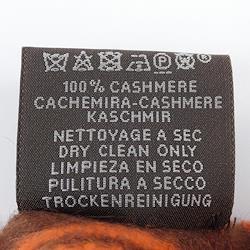 100% CASHMERE
CACHEMIRA-CASHMERE
KASCHMIR
NETTOYAGE A SEC
DRY CLEAN ONLY
LIMPIEZA EN SECO
PULITURA A SECCO
TROCKENREINIGUNG